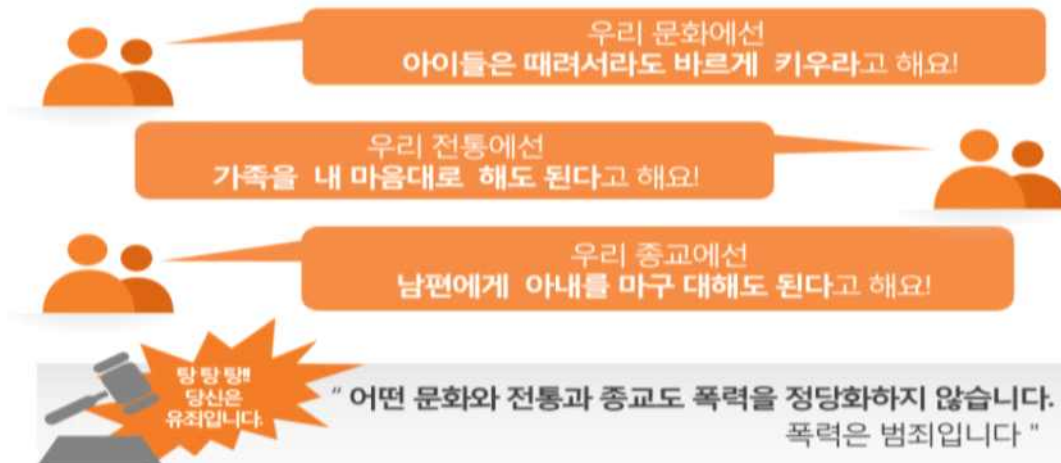 우리 문화에선
아이들은 때려서라도 바르게 키우라고 해요!
우리 전통에선
가족을 내 마음대로 해도 된다고 해요!
우리 종교에선
남편에게 아내를 마구 대해도 된다고 해요!
탕 탕 탕!!
당신은
유죄입니다.
" 어떤 문화와 전통과 종교도 폭력을 정당화하지 않습니다.
폭력은 범죄입니다 "